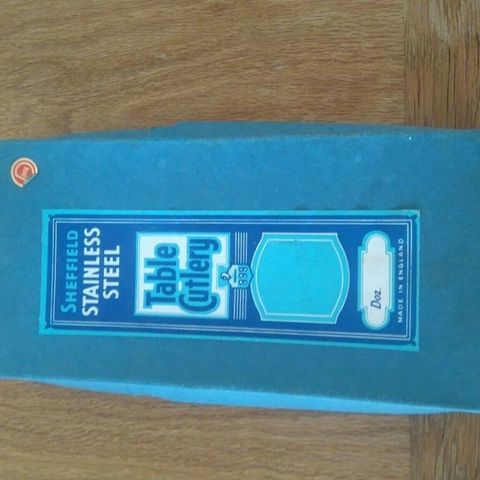 SHEFFIELD
STAINLESS
STEEL
Table
Cutlery
Doz.
MADE IN ENGLAND